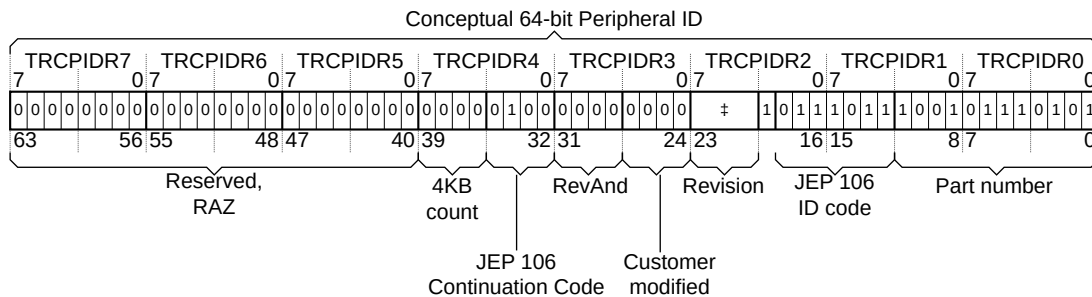 Conceptual 64-bit Peripheral ID
TRCPIDR7 TRCPIDR6 TRCPIDR5 TRCPIDR4 TRCPIDR3 TRCPIDR2 TRCPIDR1 TRCPIDR0
7 0 7 0 7 0 7 0 7 0 7 0 7 0 7 0
0 0 0 0 0 0 0 0 0 0 0 0 0 0 0 0 0 0 0 0 0 0 0 0 0 0 0 0 0 1 0 0 0 0 0 0 0 0 0 0 ‡ 1 0 1 1 1 0 1 1 1 0 0 1 0 1 1 1 0 1 0 1
63 56 55 48 47 40 39 32 31 24 23 16 15 8 7 0
Reserved, RAZ
4KB count
RevAnd
Revision
JEP 106 ID code
Part number
JEP 106 Continuation Code
Customer modified